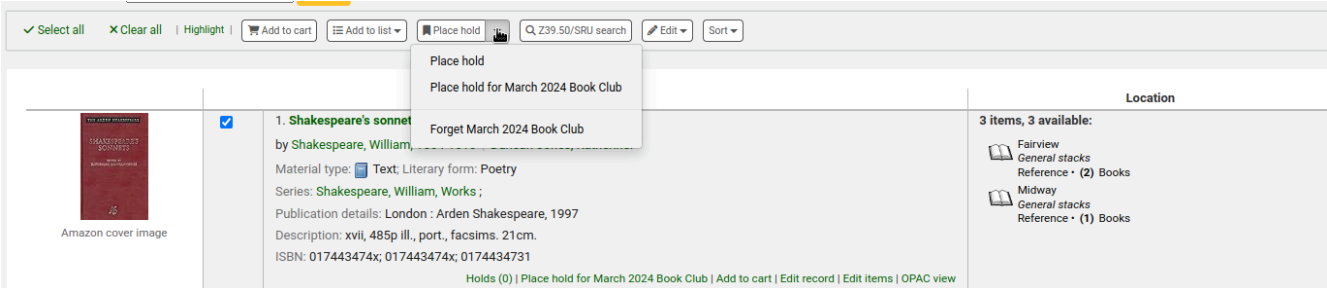 Select all Clear all | Highlight | Add to cart Add to list Place hold Z39.50/SRU search Edit Sort
Place hold
Place hold for March 2024 Book Club
Forget March 2024 Book Club
Location
THE ARDEN SHAKESPEARE
SHAKESPEARE'S
SONNETS
Amazon cover image
1. Shakespeare's sonnet
by Shakespeare, William,
Material type: Text; Literary form: Poetry
Series: Shakespeare, William, Works ;
Publication details: London : Arden Shakespeare, 1997
Description: xvii, 485p ill., port., facsims. 21cm.
ISBN: 017443474x; 017443474x; 0174434731
Holds (0) | Place hold for March 2024 Book Club | Add to cart | Edit record | Edit items | OPAC view
3 items, 3 available:
Fairview
General stacks
Reference · (2) Books
Midway
General stacks
Reference · (1) Books